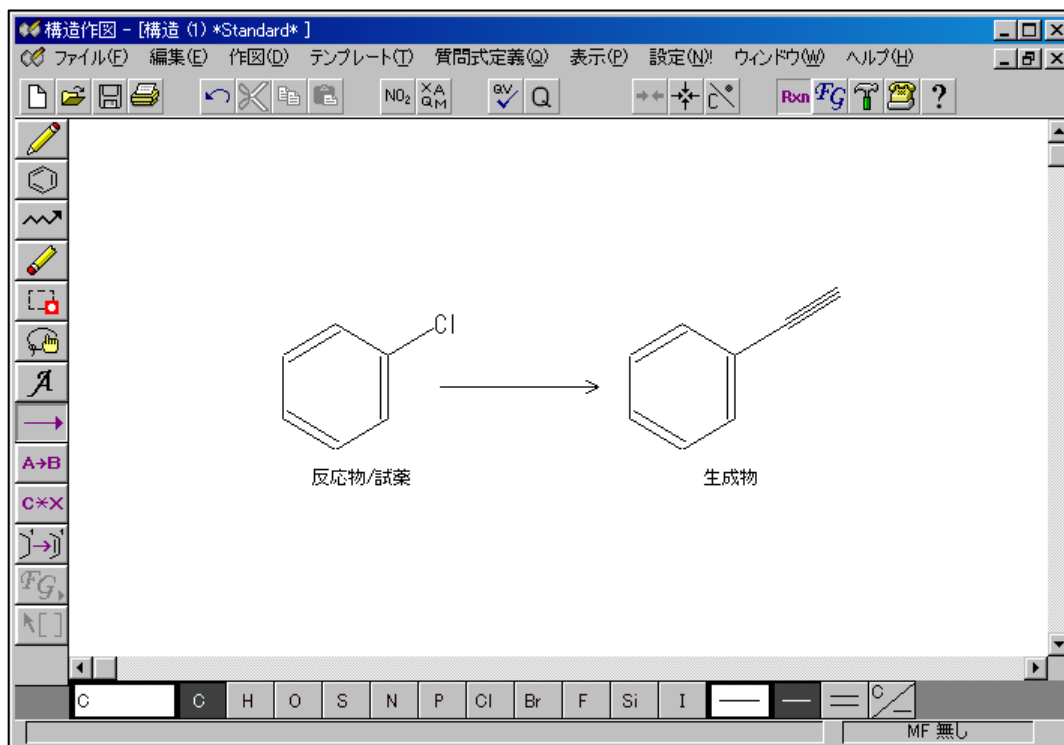 構造作図 - [構造 (1) *Standard* ]
ファイル(F) 編集(E) 作図(D) テンプレート(T) 質問式定義(Q) 表示(P) 設定(N)! ウィンドウ(W) ヘルプ(H)
NO₂ XA QM QV Q Rxn FG ?
Cl
A
A→B
反応物/試薬 生成物
C✳X
FG
C C H O S N P Cl Br F Si I C
MF 無し